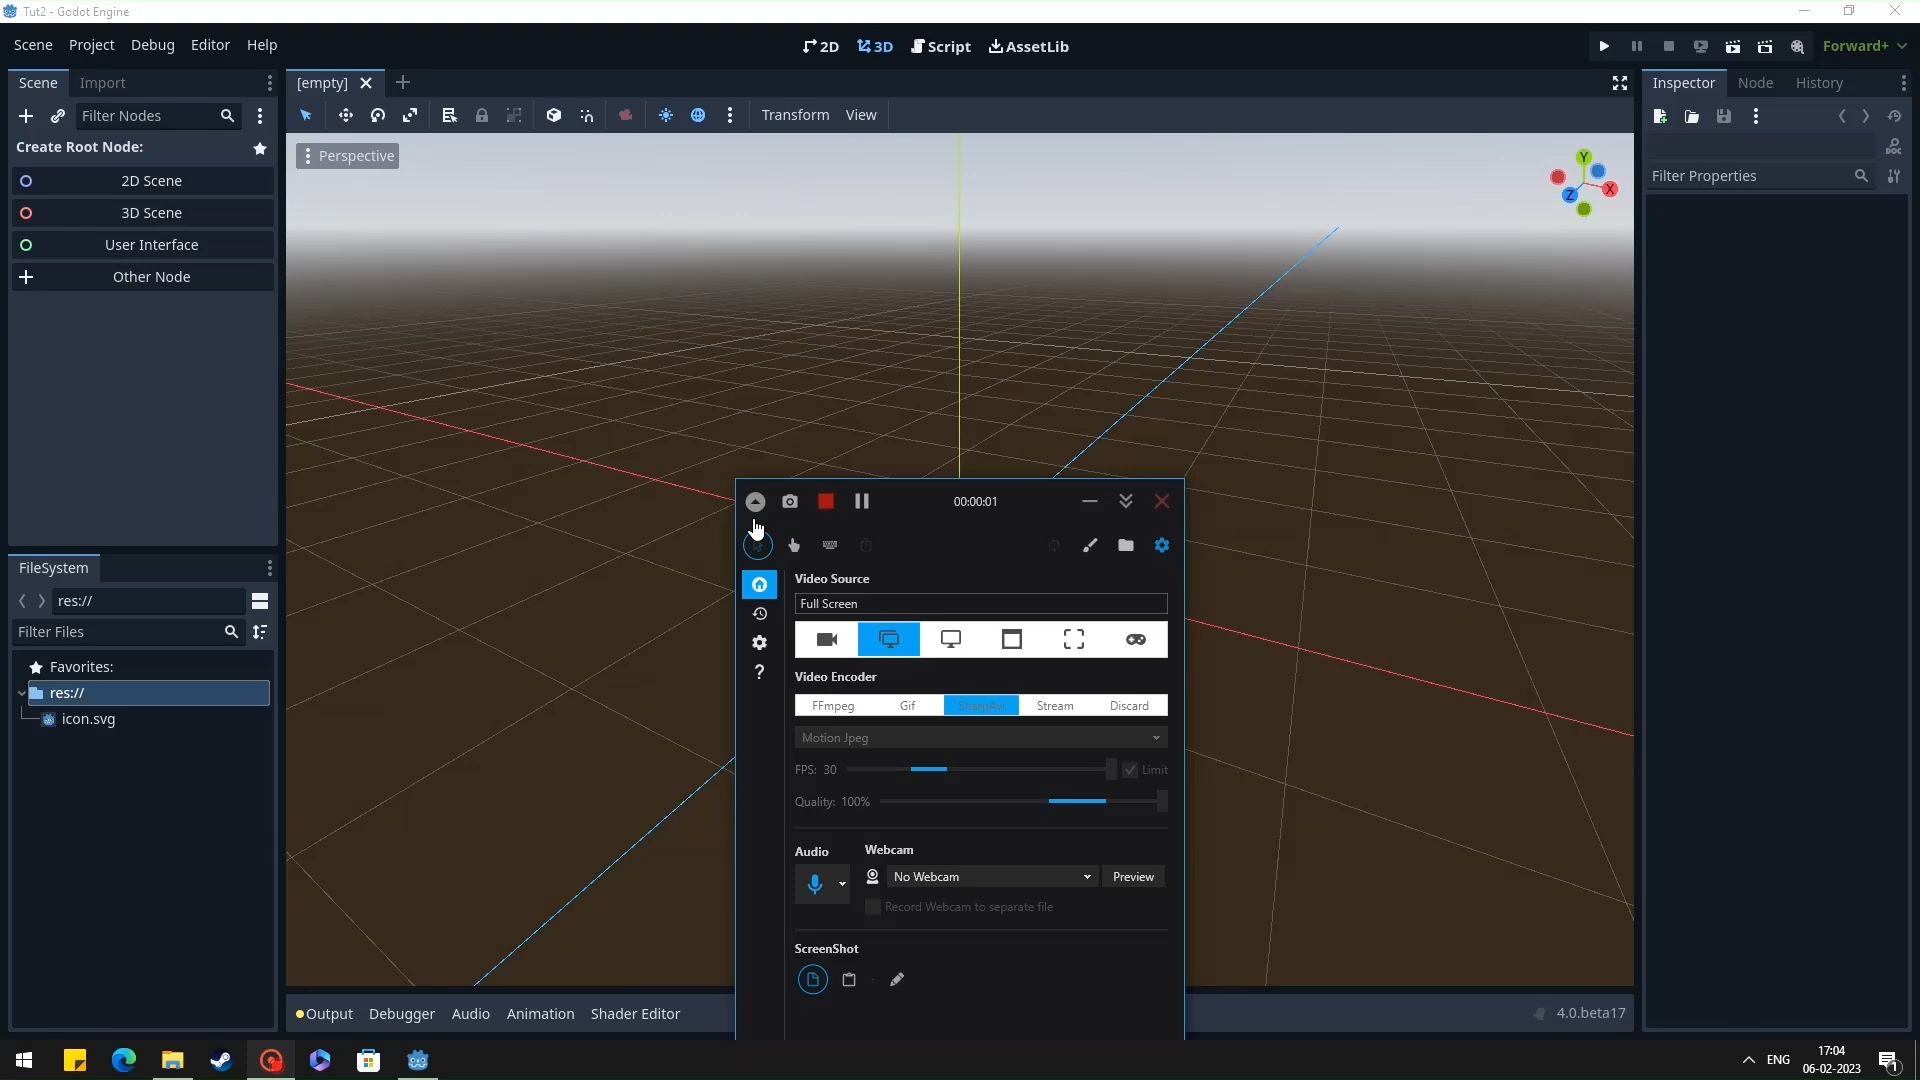 Tut2 - Godot Engine
Scene Project Debug Editor Help
2D 3D Script AssetLib
Forward+
Scene Import
[empty]
Inspector Node History
Filter Nodes
Transform View
Create Root Node:
Perspective
Y
X
Z
DOC
Filter Properties
2D Scene
3D Scene
User Interface
Other Node
00:00:01
FileSystem
res://
Filter Files
Favorites:
res://
icon.svg
Video Source
Full Screen
Video Encoder
FFmpeg Gif SharpAvi Stream Discard
Motion Jpeg
FPS: 30 Limit
Quality: 100%
Audio Webcam
No Webcam Preview
Record Webcam to separate file
ScreenShot
Output Debugger Audio Animation Shader Editor
4.0.beta17
ENG
17:04
06-02-2023
1